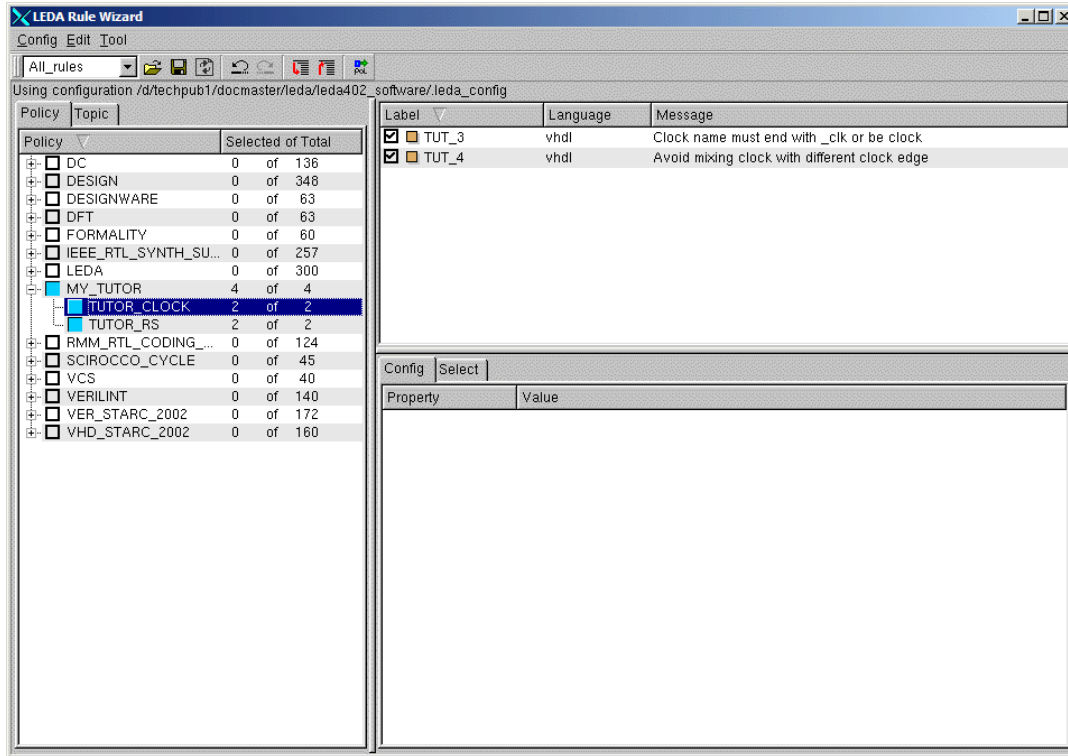 LEDA Rule Wizard
Config Edit Tool
All_rules Pol.
Using configuration /d/techpub1/docmaster/leda/leda402_software/.leda_config
Policy Topic
Policy Selected of Total
DC 0 of 136
DESIGN 0 of 348
DESIGNWARE 0 of 63
DFT 0 of 63
FORMALITY 0 of 60
IEEE_RTL_SYNTH_SU... 0 of 257
LEDA 0 of 300
MY_TUTOR 4 of 4
TUTOR_CLOCK 2 of 2
TUTOR_RS 2 of 2
RMM_RTL_CODING_... 0 of 124
SCIROCCO_CYCLE 0 of 45
VCS 0 of 40
VERILINT 0 of 140
VER_STARC_2002 0 of 172
VHD_STARC_2002 0 of 160
Label Language Message
TUT_3 vhdl Clock name must end with _clk or be clock
TUT_4 vhdl Avoid mixing clock with different clock edge
Config Select
Property Value